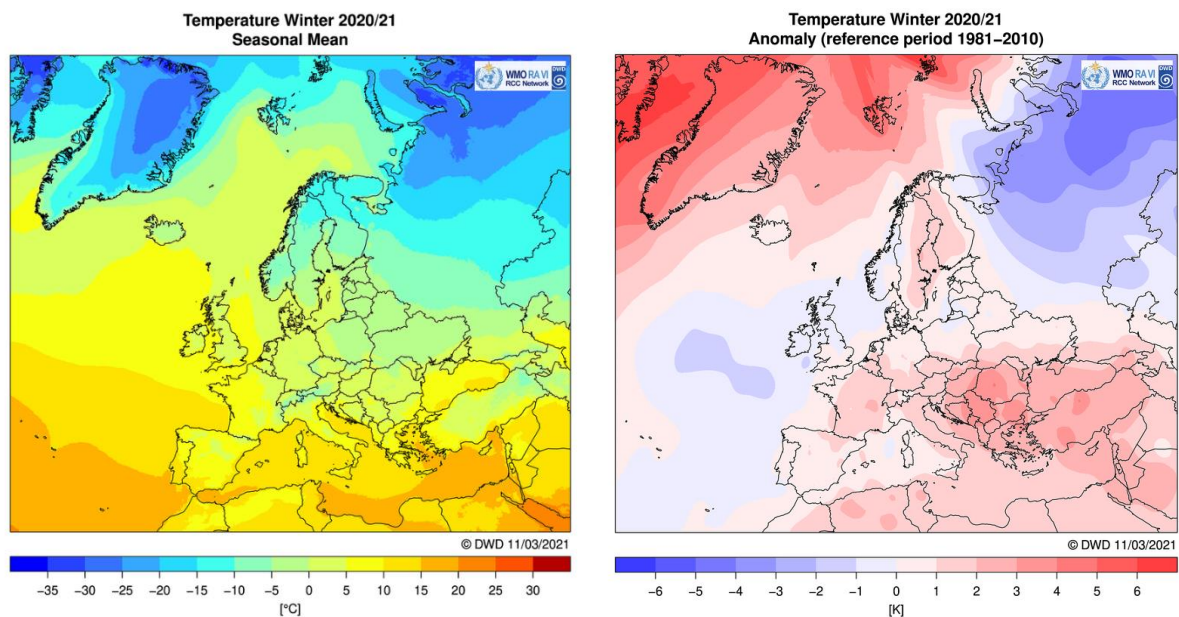 Temperature Winter 2020/21
Seasonal Mean
WMO RA VI
RCC Network
DWD
© DWD 11/03/2021
−35 −30 −25 −20 −15 −10 −5 0 5 10 15 20 25 30
[°C]
Temperature Winter 2020/21
Anomaly (reference period 1981−2010)
WMO RA VI
RCC Network
DWD
© DWD 11/03/2021
−6 −5 −4 −3 −2 −1 0 1 2 3 4 5 6
[K]